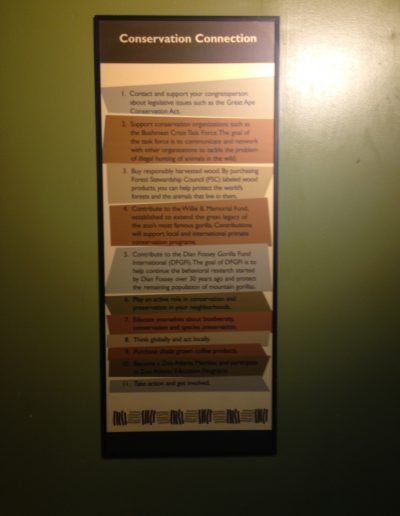 Conservation Connection
1. Contact and support your congressperson
about legislative issues such as the Great Ape
Conservation Act.
2. Support conservation organizations such as
the Bushmeat Crisis Task Force. The goal of
the task force is to communicate and network
with other organizations to tackle the problem
of illegal hunting of animals in the wild.
3. Buy responsibly harvested wood. By purchasing
Forest Stewardship Council (FSC) labeled wood
products, you can help protect the world's
forests and the animals that live in them.
4. Contribute to the Willie B. Memorial Fund,
established to extend the great legacy of
the zoo's most famous gorilla. Contributions
will support local and international primate
conservation programs.
5. Contribute to the Dian Fossey Gorilla Fund
International (DFGFI). The goal of DFGFI is to
help continue the behavioral research started
by Dian Fossey over 30 years ago and protect
the remaining population of mountain gorillas.
6. Play an active role in conservation and
preservation in your neighborhoods.
7. Educate yourselves about biodiversity,
conservation and species preservation.
8. Think globally and act locally.
9. Purchase shade grown coffee products.
10. Become a Zoo Atlanta Member and participate
in Zoo Atlanta Education Programs.
11. Take action and get involved.